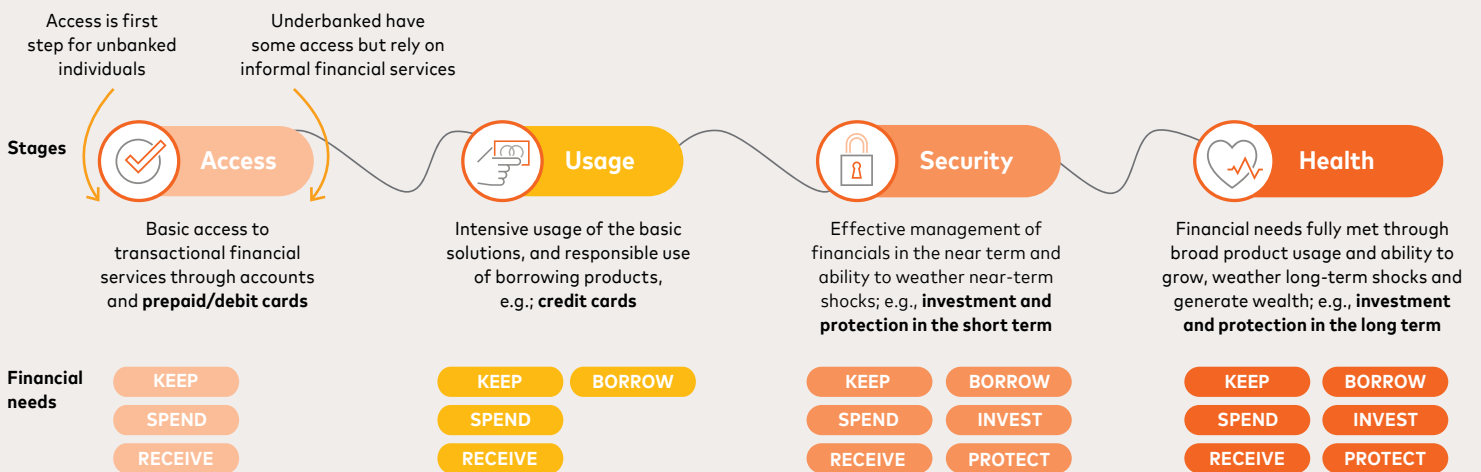 Access is first
step for unbanked
individuals
Underbanked have
some access but rely on
informal financial services
Stages
Access
Usage
Security
Health
Basic access to
transactional financial
services through accounts
and prepaid/debit cards
Intensive usage of the basic
solutions, and responsible use
of borrowing products,
e.g.; credit cards
Effective management of
financials in the near term and
ability to weather near-term
shocks; e.g., investment and
protection in the short term
Financial needs fully met through
broad product usage and ability to
grow, weather long-term shocks and
generate wealth; e.g., investment
and protection in the long term
Financial
needs
KEEP
SPEND
RECEIVE
KEEP BORROW
SPEND
RECEIVE
KEEP BORROW
SPEND INVEST
RECEIVE PROTECT
KEEP BORROW
SPEND INVEST
RECEIVE PROTECT